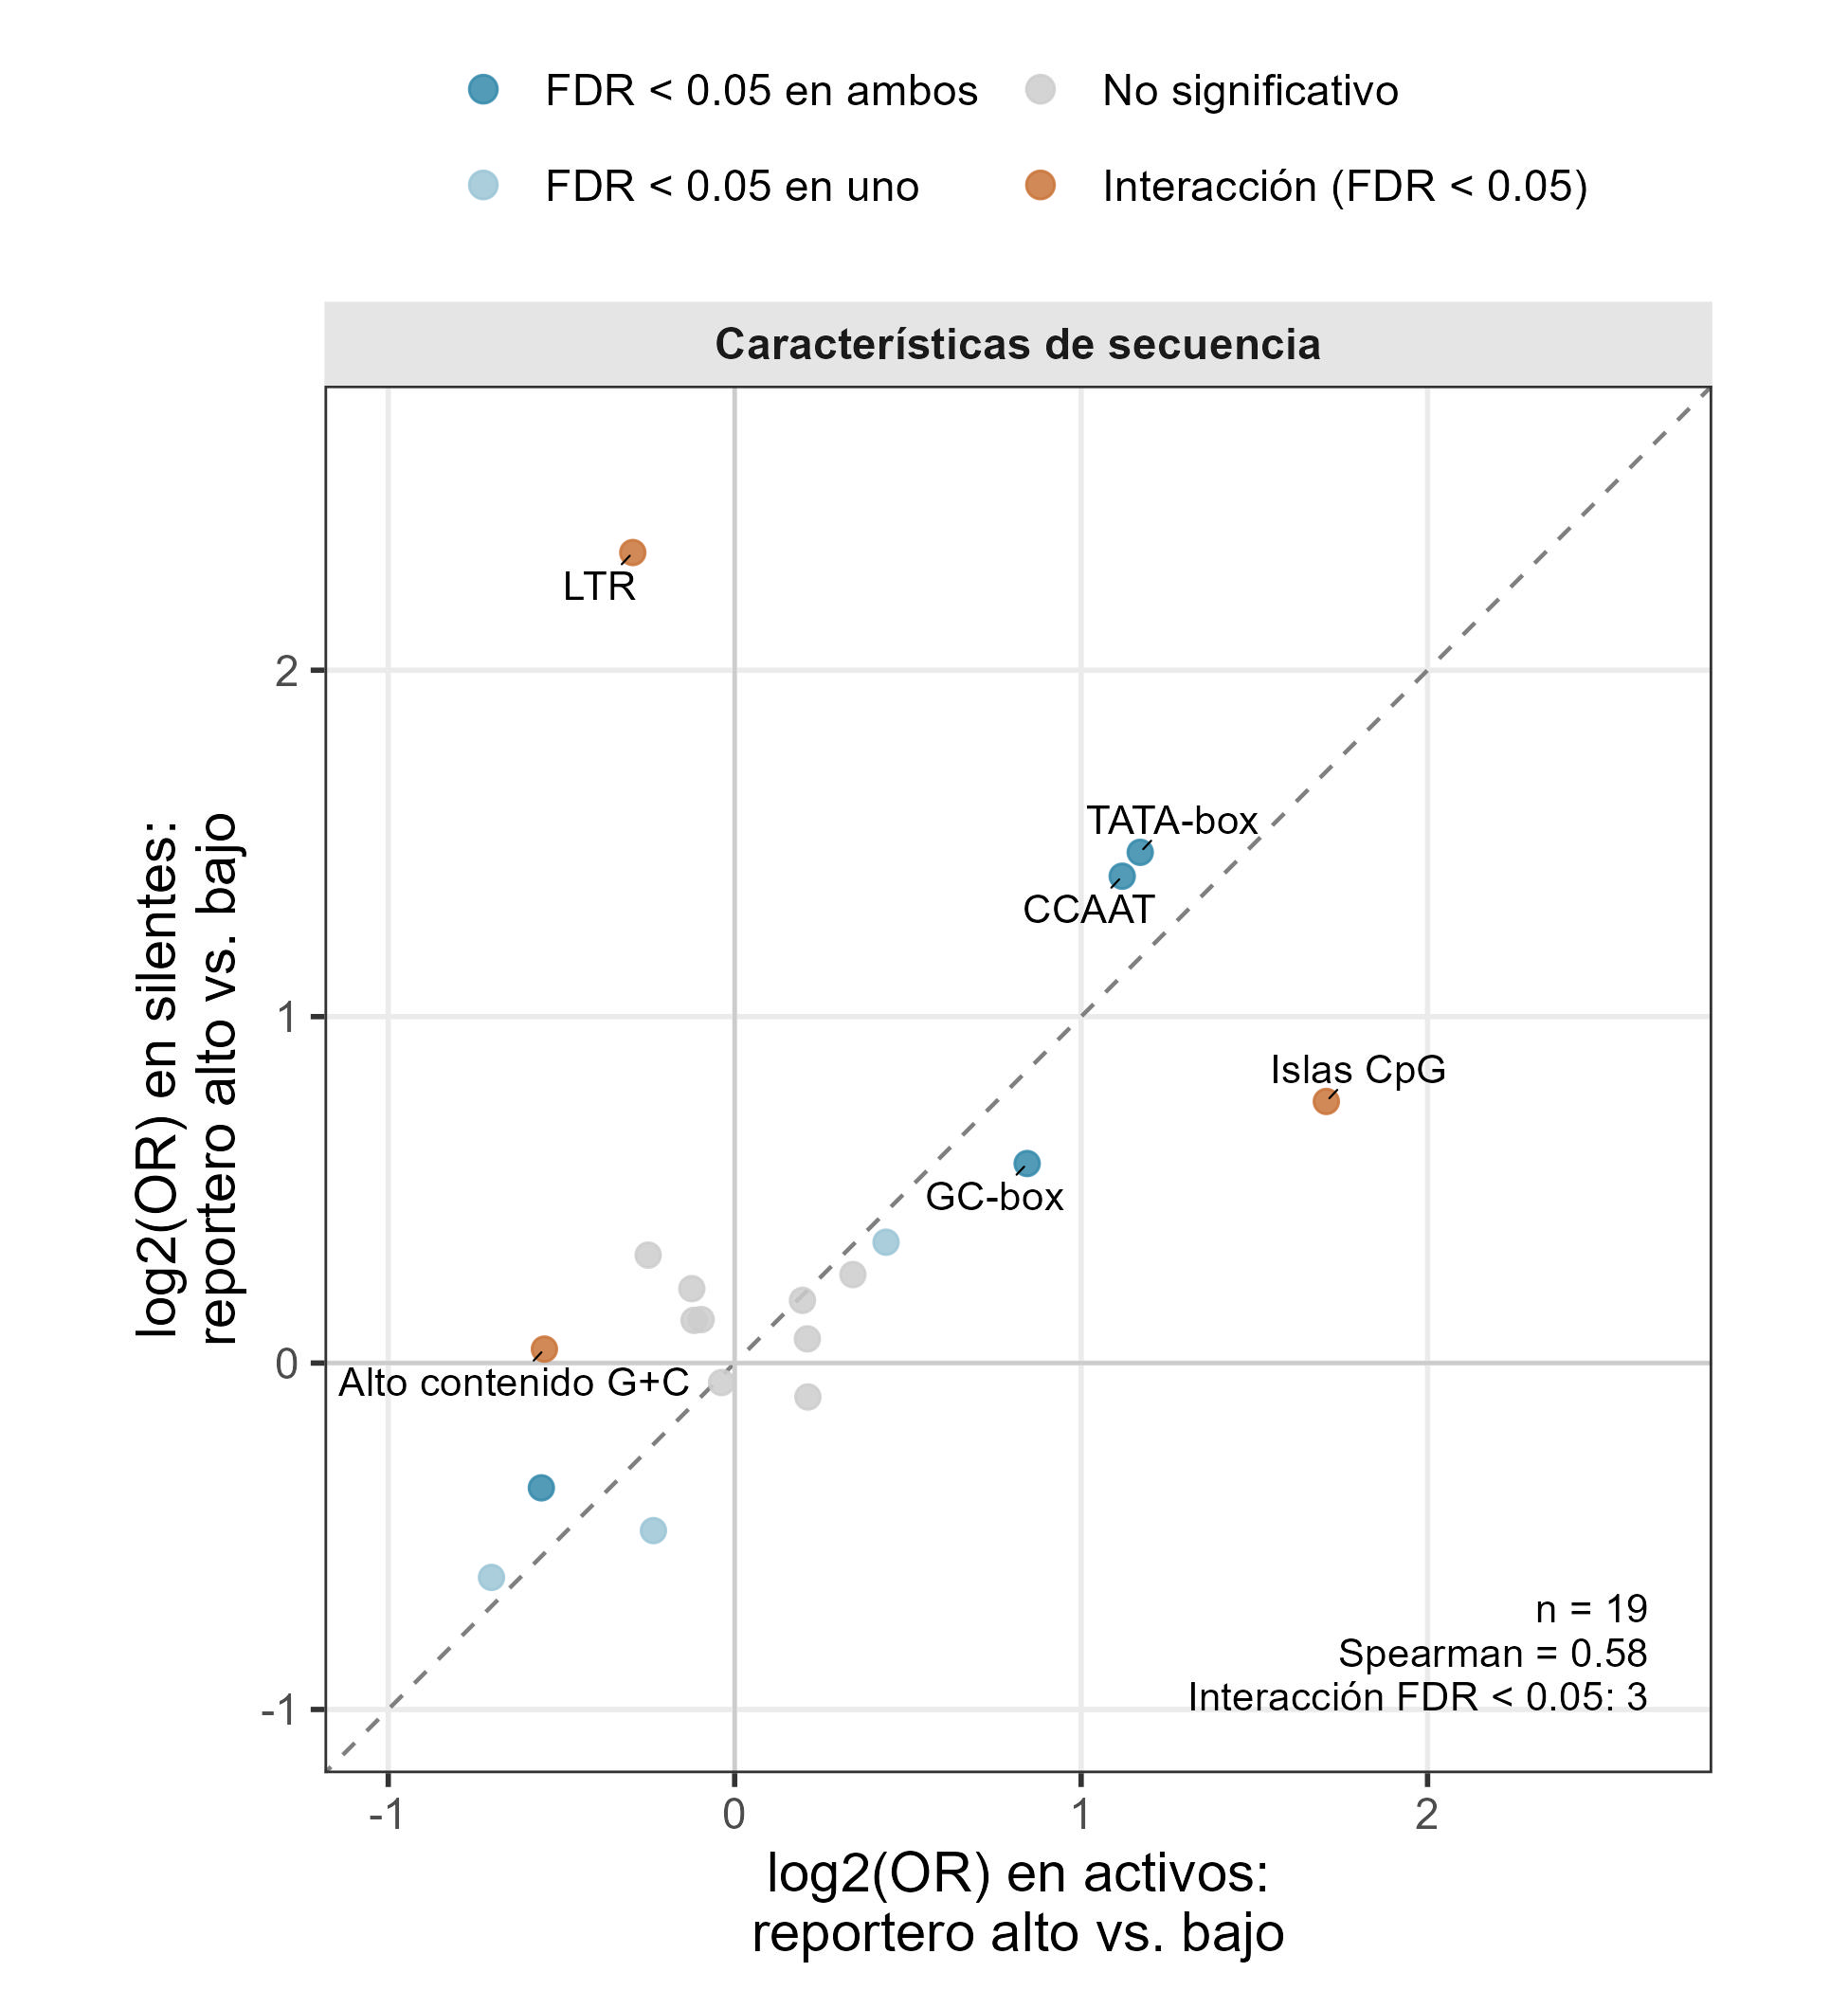 FDR < 0.05 en ambos
No significativo
FDR < 0.05 en uno
Interacción (FDR < 0.05)
Características de secuencia
LTR
TATA-box
CCAAT
Islas CpG
GC-box
Alto contenido G+C
n = 19
Spearman = 0.58
Interacción FDR < 0.05: 3
2
1
0
-1
-1
0
1
2
log2(OR) en silentes:
reportero alto vs. bajo
log2(OR) en activos:
reportero alto vs. bajo